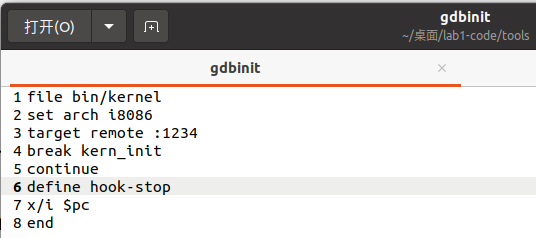 打开(O)
gdbinit
~/桌面/lab1-code/tools
gdbinit ×
1 file bin/kernel
2 set arch i8086
3 target remote :1234
4 break kern_init
5 continue
6 define hook-stop
7 x/i $pc
8 end